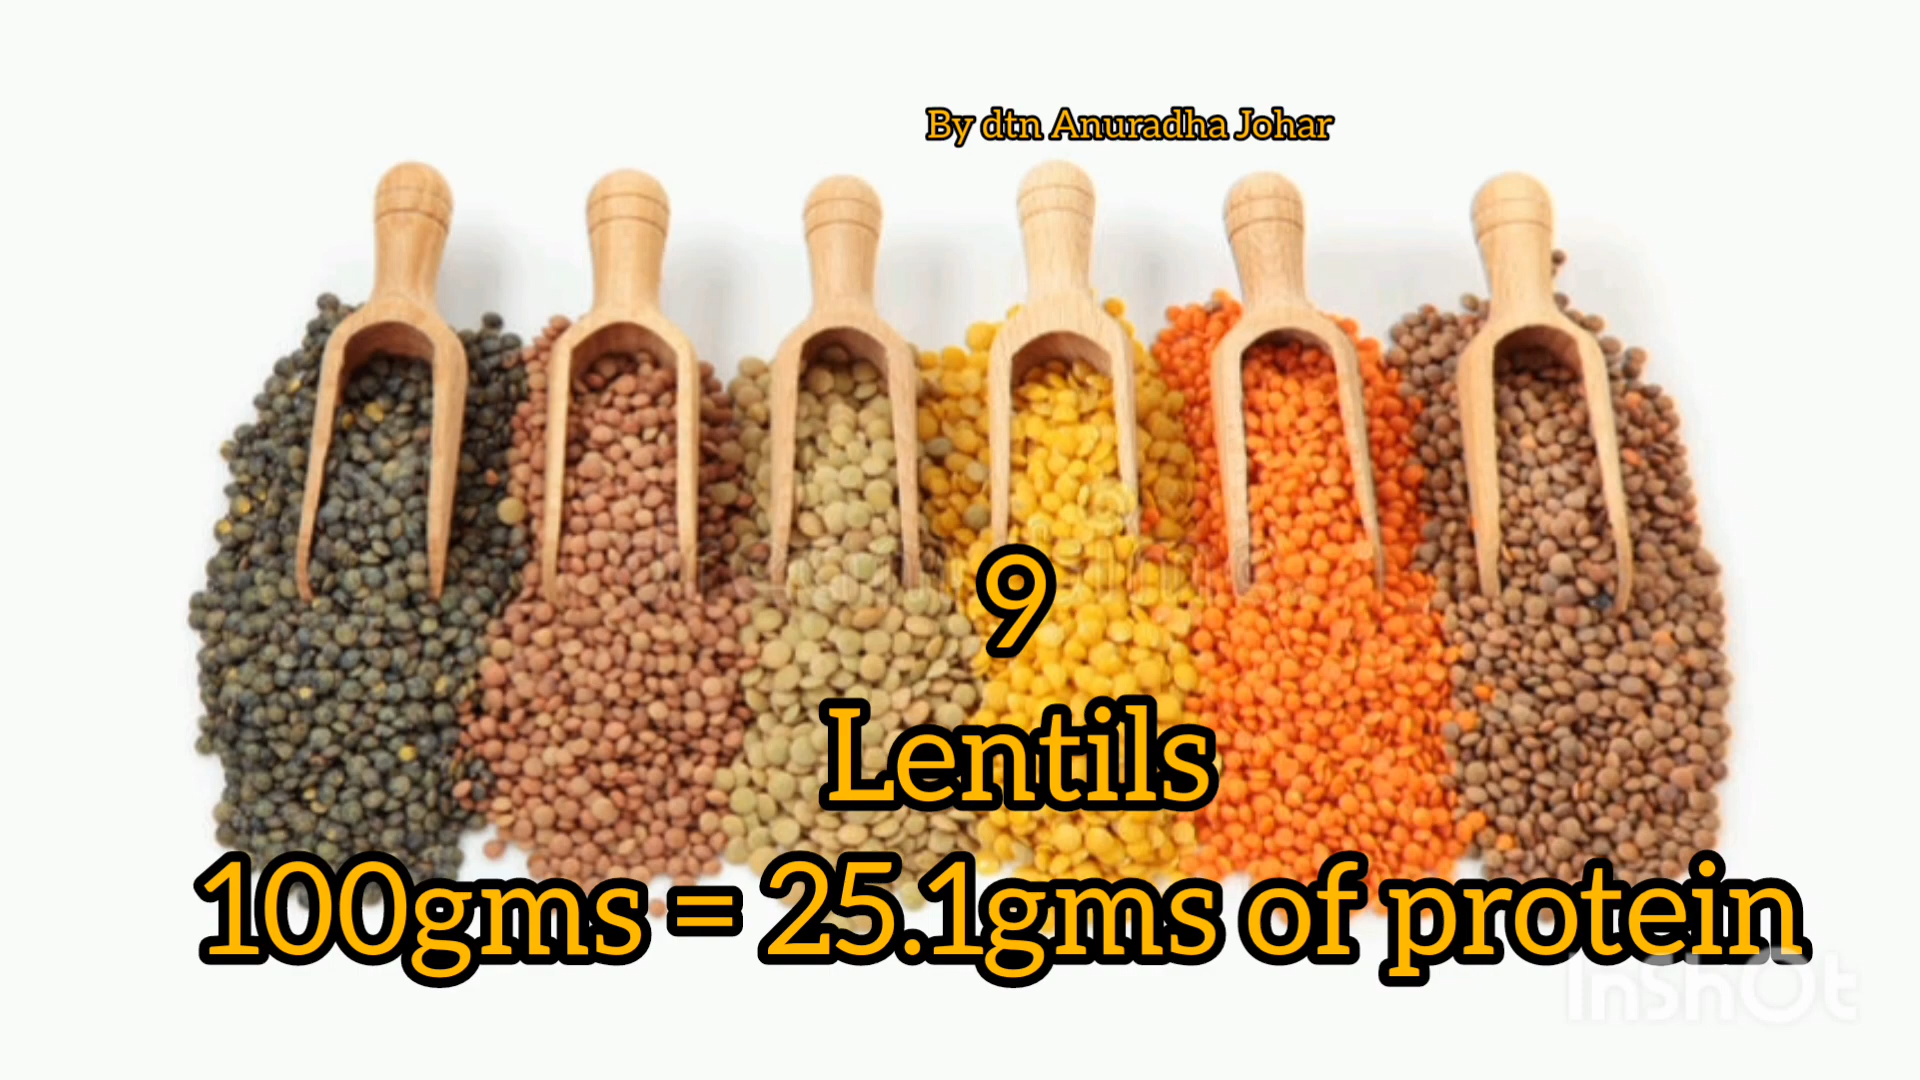 By dtn Anuradha Johar
9
Lentils
100gms = 25.1gms of protein
InShOt